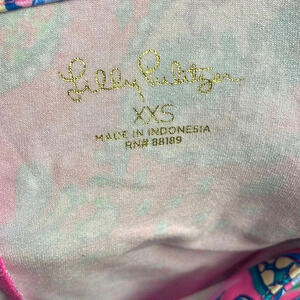 Lilly Pulitzer
XXS
MADE IN INDONESIA
RN# 88189